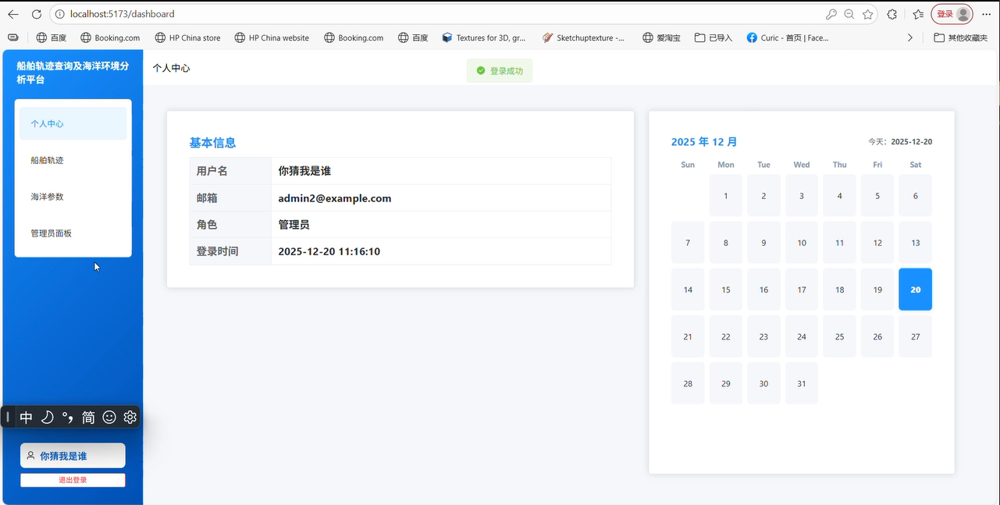 localhost:5173/dashboard
登录
百度
Booking.com
HP China store
HP China website
Booking.com
百度
Textures for 3D, gr...
Sketchuptexture -...
爱淘宝
已导入
Curic - 首页 | Face...
其他收藏夹
船舶轨迹查询及海洋环境分
析平台
个人中心
船舶轨迹
海洋参数
管理员面板
中 简
你猜我是谁
退出登录
个人中心
登录成功
基本信息
用户名 你猜我是谁
邮箱 admin2@example.com
角色 管理员
登录时间 2025-12-20 11:16:10
2025 年 12 月 今天：2025-12-20
Sun Mon Tue Wed Thu Fri Sat
1 2 3 4 5 6
7 8 9 10 11 12 13
14 15 16 17 18 19 20
21 22 23 24 25 26 27
28 29 30 31